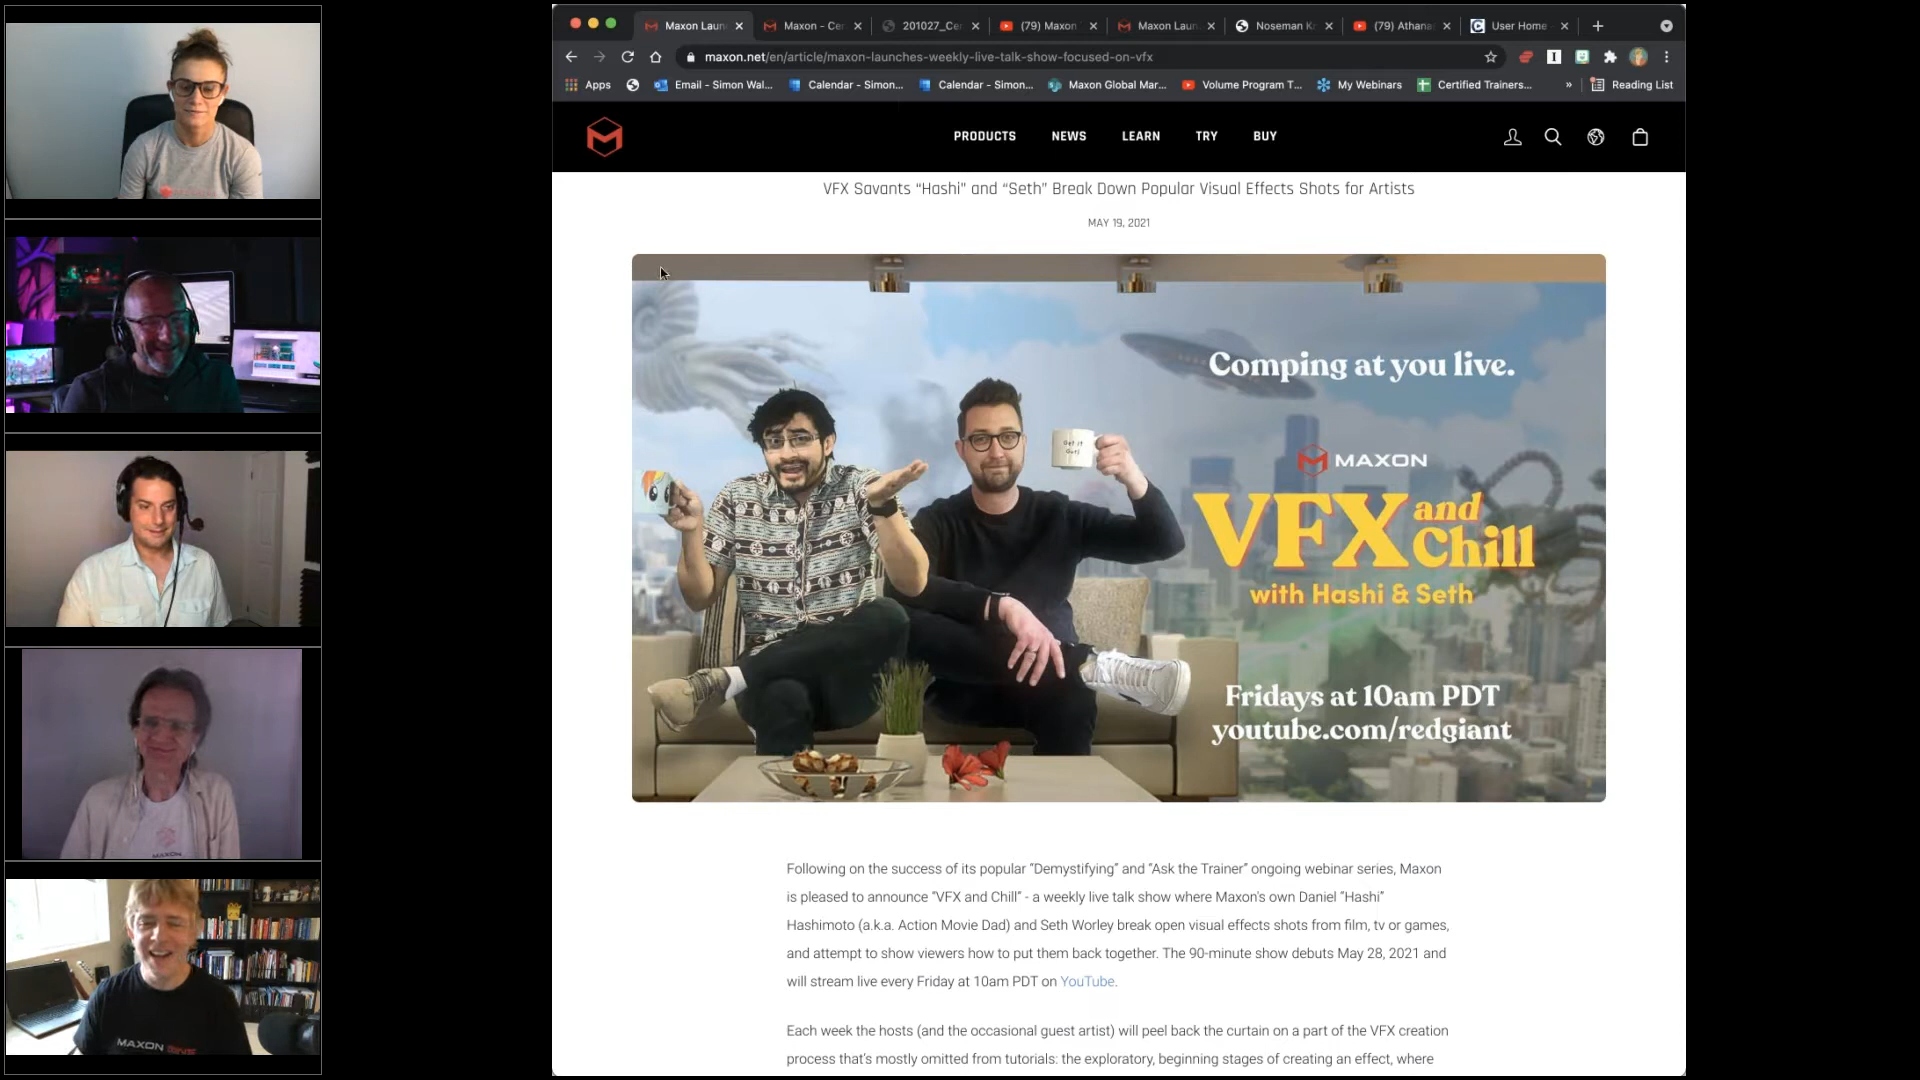 Maxon Laun
Maxon - Ce
201027_Ce
(79) Maxon
Maxon Laun
Noseman K
(79) Athana
User Home -
maxon.net/en/article/maxon-launches-weekly-live-talk-show-focused-on-vfx
Apps
Email - Simon Wal...
Calendar - Simon...
Calendar - Simon...
Maxon Global Mar...
Volume Program T...
My Webinars
Certified Trainers...
»
Reading List
PRODUCTS NEWS LEARN TRY BUY
VFX Savants “Hashi” and “Seth” Break Down Popular Visual Effects Shots for Artists
MAY 19, 2021
Comping at you live.
Get it
MAXON
VFX and Chill
with Hashi & Seth
Fridays at 10am PDT
youtube.com/redgiant
Following on the success of its popular “Demystifying” and “Ask the Trainer” ongoing webinar series, Maxon
is pleased to announce “VFX and Chill” - a weekly live talk show where Maxon's own Daniel “Hashi”
Hashimoto (a.k.a. Action Movie Dad) and Seth Worley break open visual effects shots from film, tv or games,
and attempt to show viewers how to put them back together. The 90-minute show debuts May 28, 2021 and
will stream live every Friday at 10am PDT on YouTube.
Each week the hosts (and the occasional guest artist) will peel back the curtain on a part of the VFX creation
process that's mostly omitted from tutorials: the exploratory, beginning stages of creating an effect, where
MAXON
MAXON